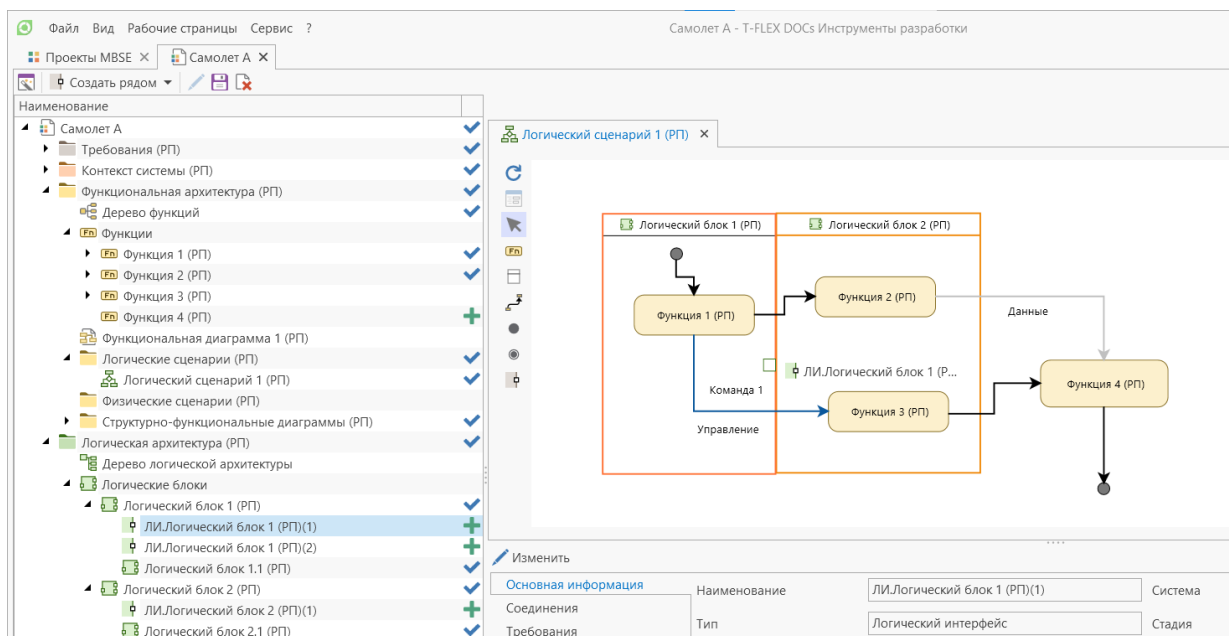 Файл Вид Рабочие страницы Сервис ?
Самолет А - T-FLEX DOCs Инструменты разработки
Проекты MBSE
Самолет А
Создать рядом
Наименование
Самолет А
Требования (РП)
Контекст системы (РП)
Функциональная архитектура (РП)
Дерево функций
Fn Функции
Fn Функция 1 (РП)
Fn Функция 2 (РП)
Fn Функция 3 (РП)
Fn Функция 4 (РП)
Функциональная диаграмма 1 (РП)
Логические сценарии (РП)
Логический сценарий 1 (РП)
Физические сценарии (РП)
Структурно-функциональные диаграммы (РП)
Логическая архитектура (РП)
Дерево логической архитектуры
Логические блоки
Логический блок 1 (РП)
ЛИ.Логический блок 1 (РП)(1)
ЛИ.Логический блок 1 (РП)(2)
Логический блок 1.1 (РП)
Логический блок 2 (РП)
ЛИ.Логический блок 2 (РП)(1)
Логический блок 2.1 (РП)
Логический сценарий 1 (РП)
Fn
Логический блок 1 (РП)
Логический блок 2 (РП)
Функция 1 (РП)
Функция 2 (РП)
Данные
ЛИ.Логический блок 1 (Р...
Функция 4 (РП)
Команда 1
Функция 3 (РП)
Управление
Изменить
Основная информация
Соединения
Требования
Наименование
ЛИ.Логический блок 1 (РП)(1)
Система
Тип
Логический интерфейс
Стадия